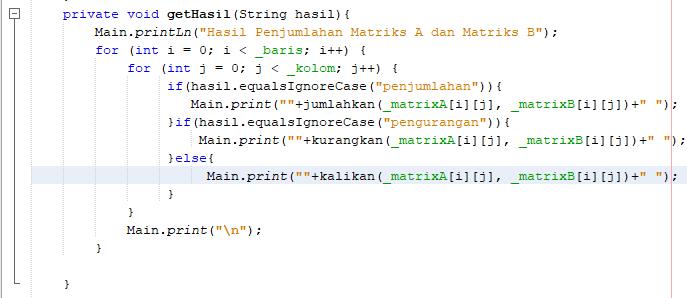 private void getHasil(String hasil){
Main.printLn("Hasil Penjumlahan Matriks A dan Matriks B");
for (int i = 0; i < _baris; i++) {
for (int j = 0; j < _kolom; j++) {
if(hasil.equalsIgnoreCase("penjumlahan")){
Main.print(""+jumlahkan(_matrixA[i][j], _matrixB[i][j])+" ");
}if(hasil.equalsIgnoreCase("pengurangan")){
Main.print(""+kurangkan(_matrixA[i][j], _matrixB[i][j])+" ");
}else{
Main.print(""+kalikan(_matrixA[i][j], _matrixB[i][j])+" ");
}
}
Main.print("\n");
}
}